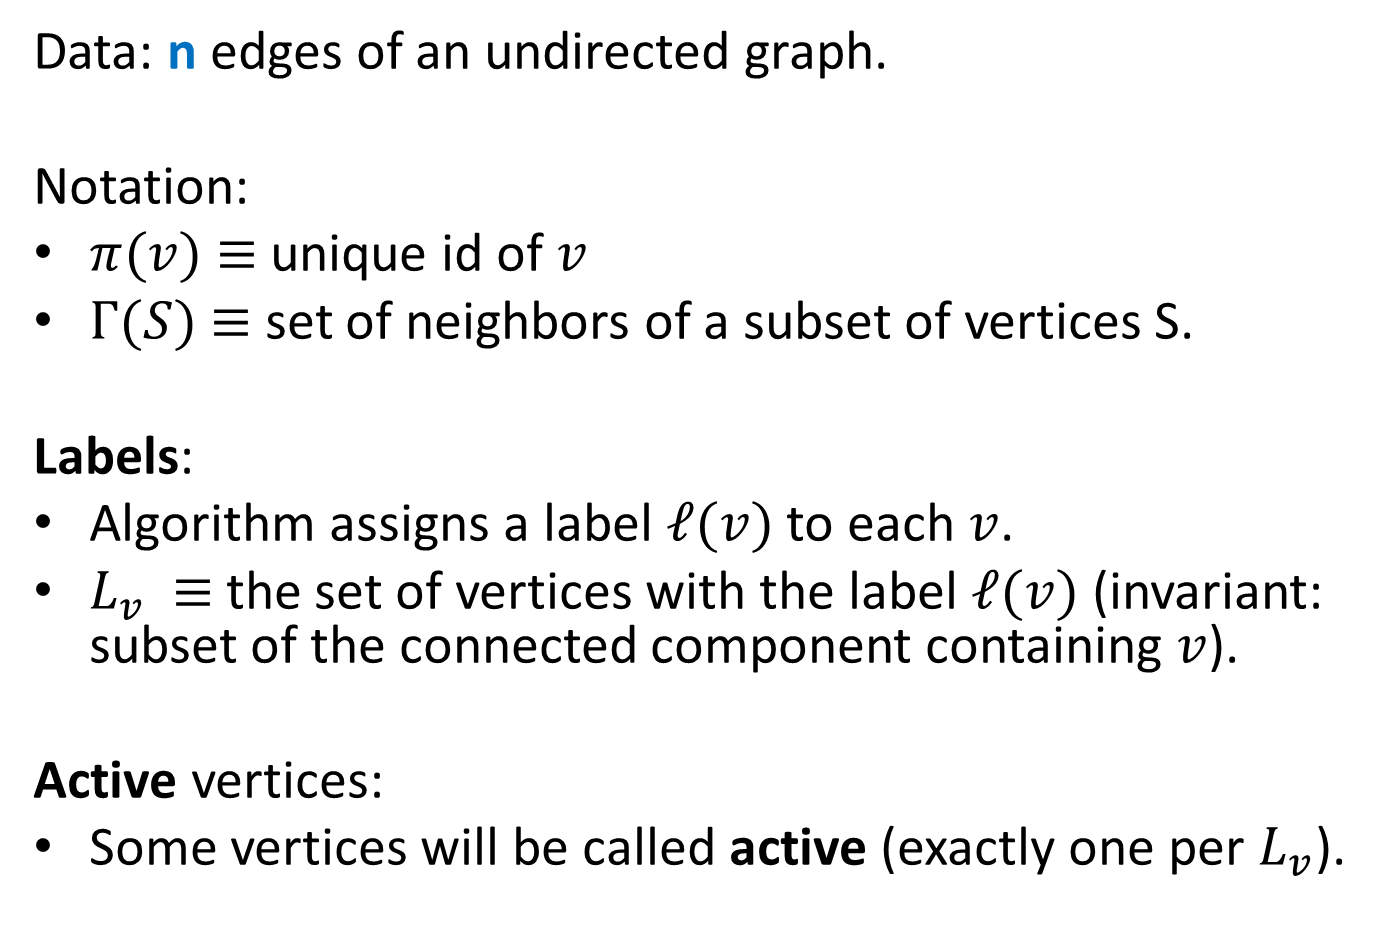 Data: n edges of an undirected graph.
Notation:
• π(v) ≡ unique id of v
• Γ(S) ≡ set of neighbors of a subset of vertices S.
Labels:
• Algorithm assigns a label ℓ(v) to each v.
• L_v ≡ the set of vertices with the label ℓ(v) (invariant:
subset of the connected component containing v).
Active vertices:
• Some vertices will be called active (exactly one per L_v).